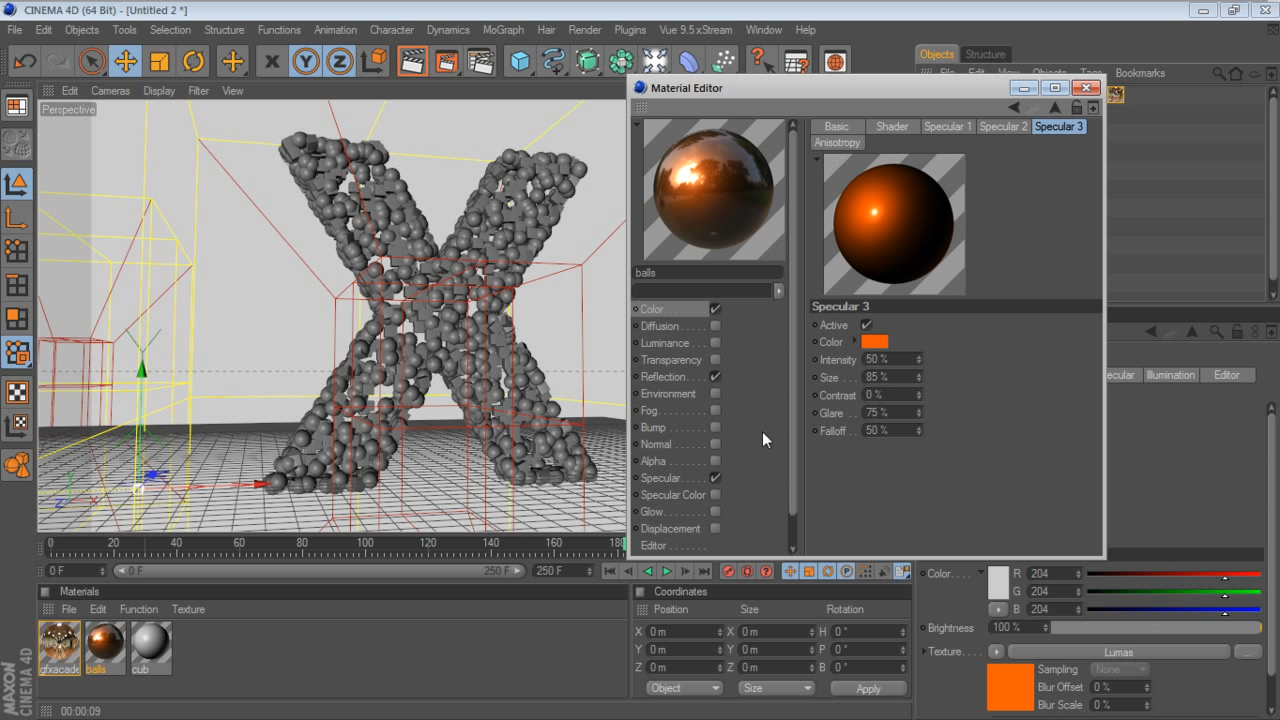 CINEMA 4D (64 Bit) - [Untitled 2 *]
File Edit Objects Tools Selection Structure Functions Animation Character Dynamics MoGraph Hair Render Plugins Vue 9.5 xStream Window Help
Objects Structure
Bookmarks
Edit Cameras Display Filter View
Perspective
Material Editor
Basic Shader Specular 1 Specular 2 Specular 3
Anisotropy
balls
Color
Diffusion
Luminance
Transparency
Reflection
Environment
Fog
Bump
Normal
Alpha
Specular
Specular Color
Glow
Displacement
Editor
Specular 3
Active
Color
Intensity 50 %
Size 85 %
Contrast 0 %
Glare 75 %
Falloff 50 %
ecular Illumination Editor
0 20 40 60 80 100 120 140 160 180
0 F 0 F 250 F 250 F
Materials
File Edit Function Texture
gfxacade balls cub
Coordinates
Position Size Rotation
X 0 m X 0 m H 0 °
Y 0 m Y 0 m P 0 °
Z 0 m Z 0 m B 0 °
Object Size Apply
Color R 204
G 204
B 204
Brightness 100 %
Texture Lumas ...
Sampling None
Blur Offset 0 %
Blur Scale 0 %
MAXON
CINEMA 4D
00:00:09